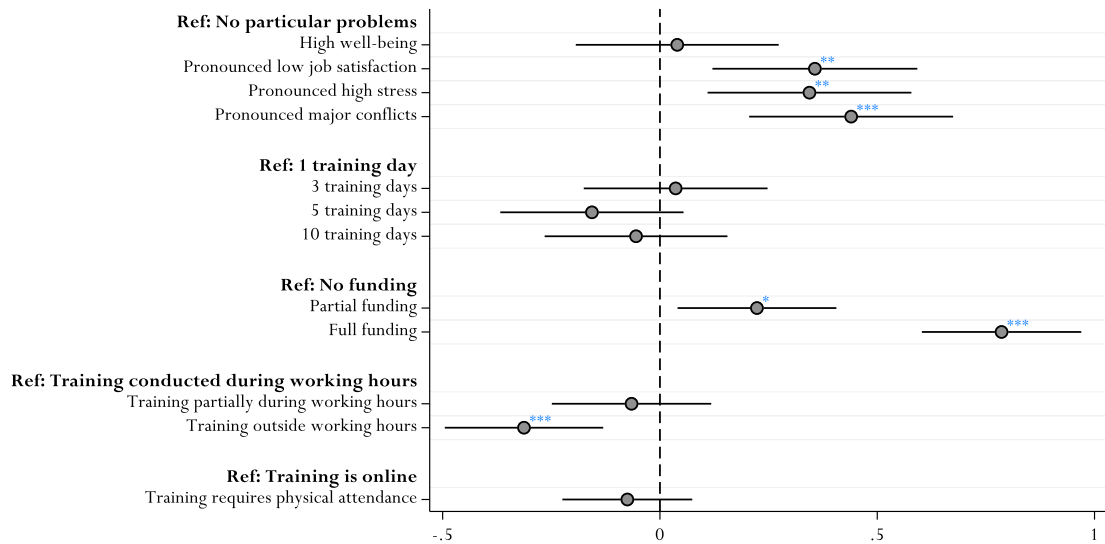 Ref: No particular problems
High well-being
Pronounced low job satisfaction
**
Pronounced high stress
**
Pronounced major conflicts
***
Ref: 1 training day
3 training days
5 training days
10 training days
Ref: No funding
Partial funding
*
Full funding
***
Ref: Training conducted during working hours
Training partially during working hours
Training outside working hours
***
Ref: Training is online
Training requires physical attendance
-.5 0 .5 1